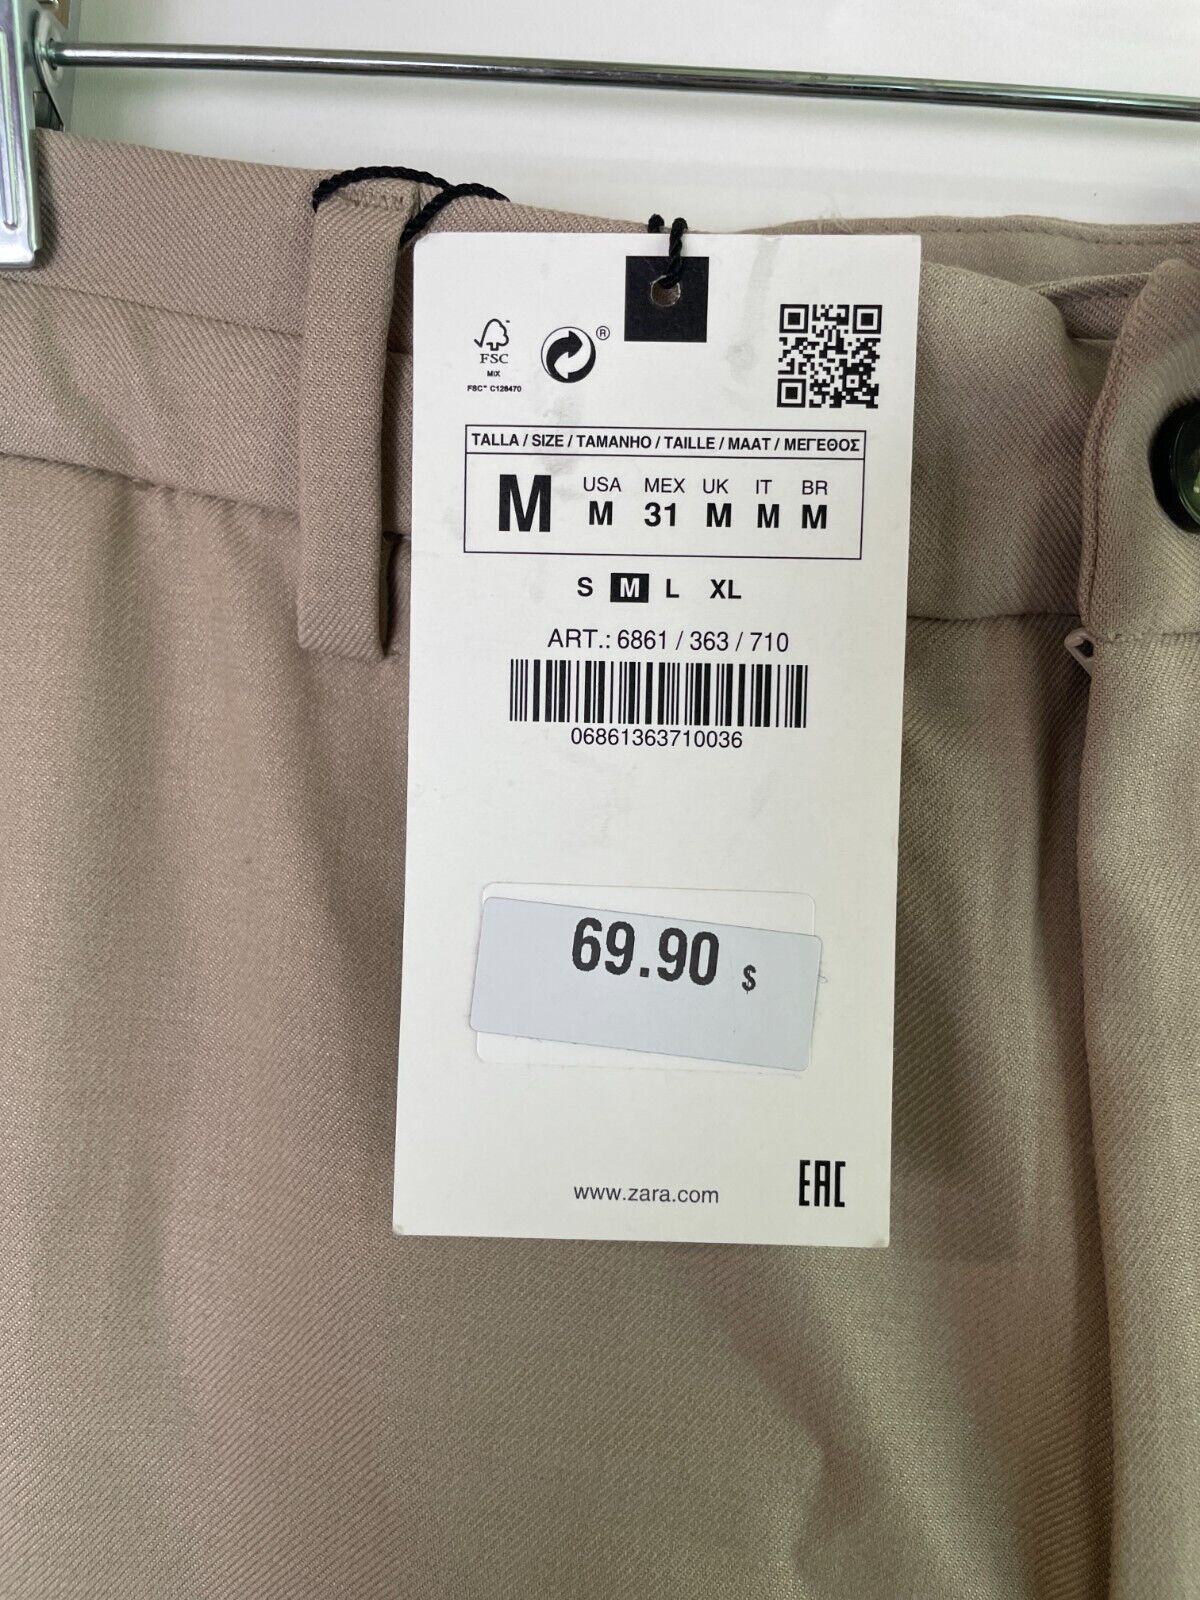 FSC
MIX
FSC™ C128470
®
TALLA / SIZE / TAMANHO / TAILLE / MAAT / ΜΕΓΕΘΟΣ
M
USA MEX UK IT BR
M 31 M M M
S M L XL
ART.: 6861 / 363 / 710
06861363710036
69.90 $
www.zara.com
EAC